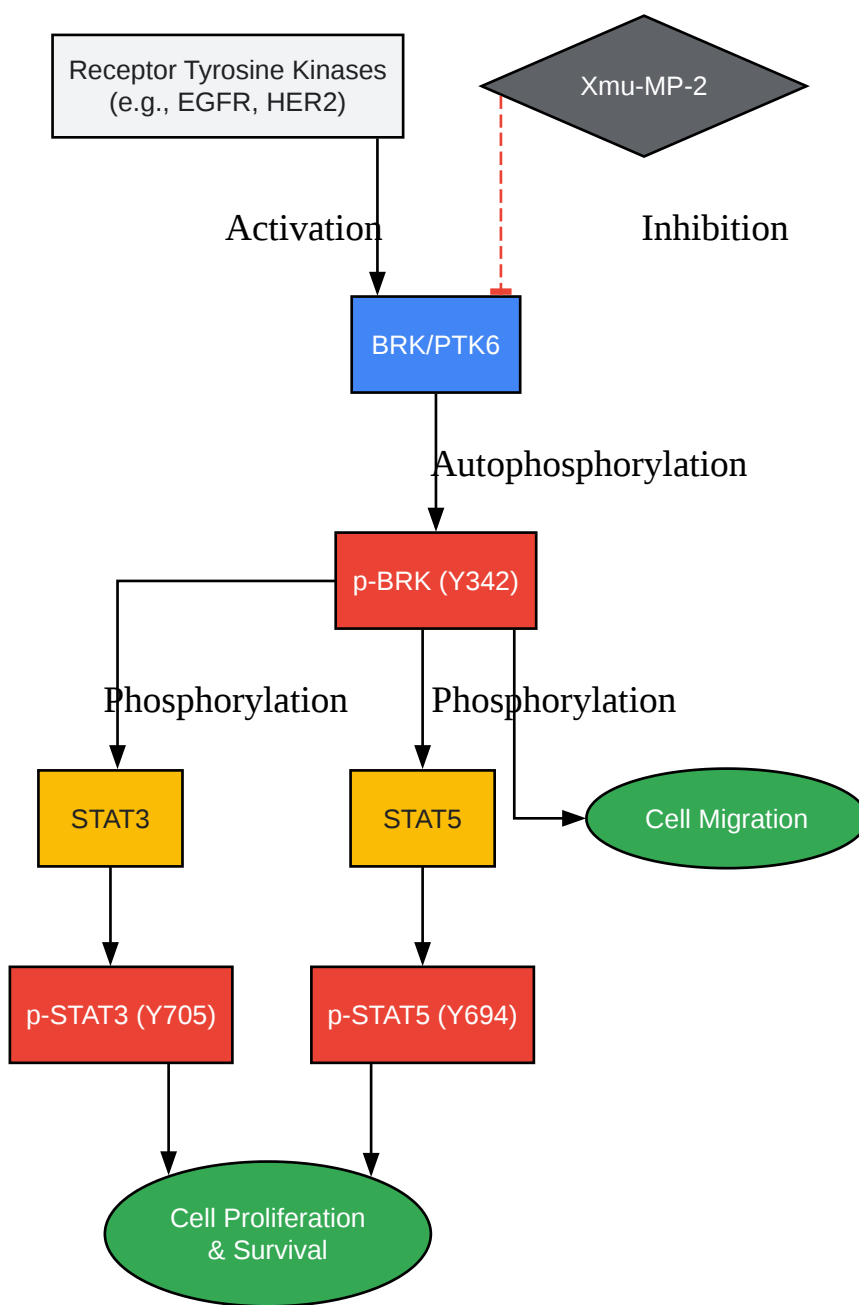 Receptor Tyrosine Kinases
(e.g., EGFR, HER2)
Xmu-MP-2
Activation
Inhibition
BRK/PTK6
Autophosphorylation
p-BRK (Y342)
Phosphorylation
Phosphorylation
STAT3
STAT5
Cell Migration
p-STAT3 (Y705)
p-STAT5 (Y694)
Cell Proliferation
& Survival